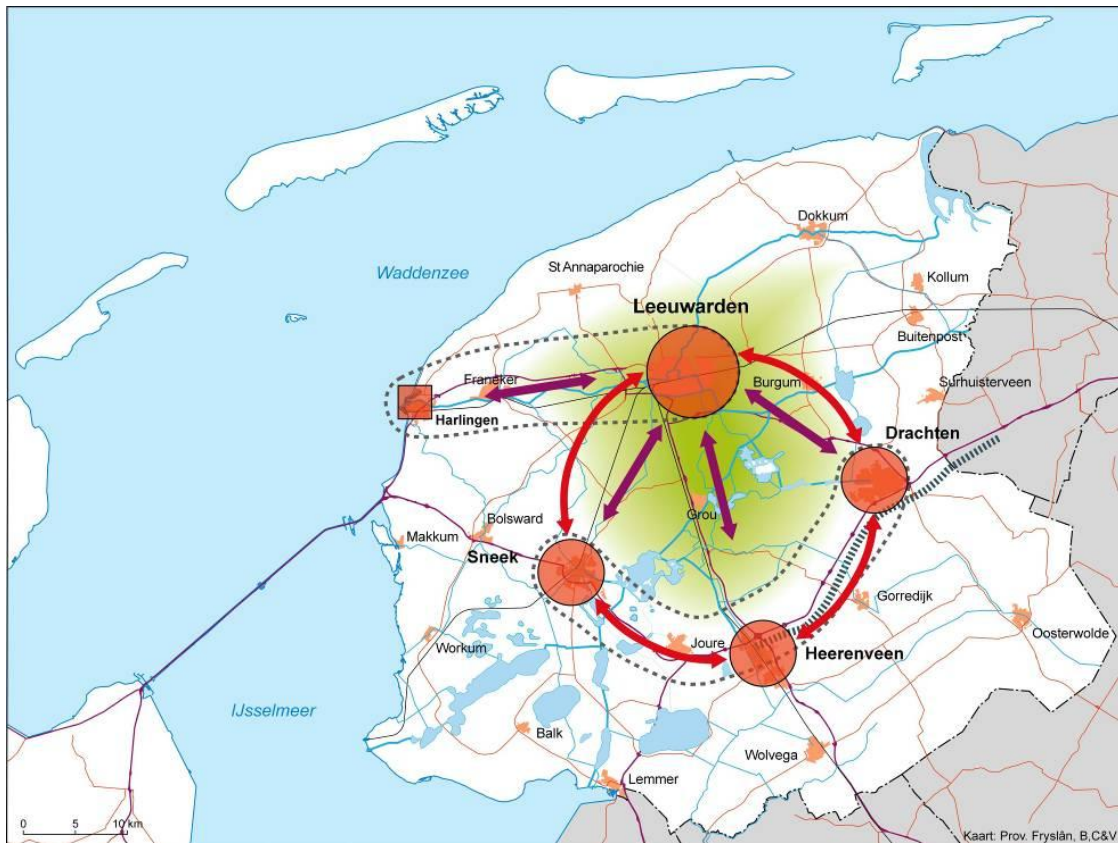 Dokkum
Waddenzee
St Annaparochie
Kollum
Leeuwarden
Buitenpost
Franeker
Burgum
Surhuisterveen
Harlingen
Drachten
Grou
Bolsward
Makkum
Sneek
Gorredijk
Oosterwolde
Workum
Joure
Heerenveen
IJsselmeer
Balk
Wolvega
Lemmer
0 5 10 km
Kaart: Prov. Fryslân, B,C&V